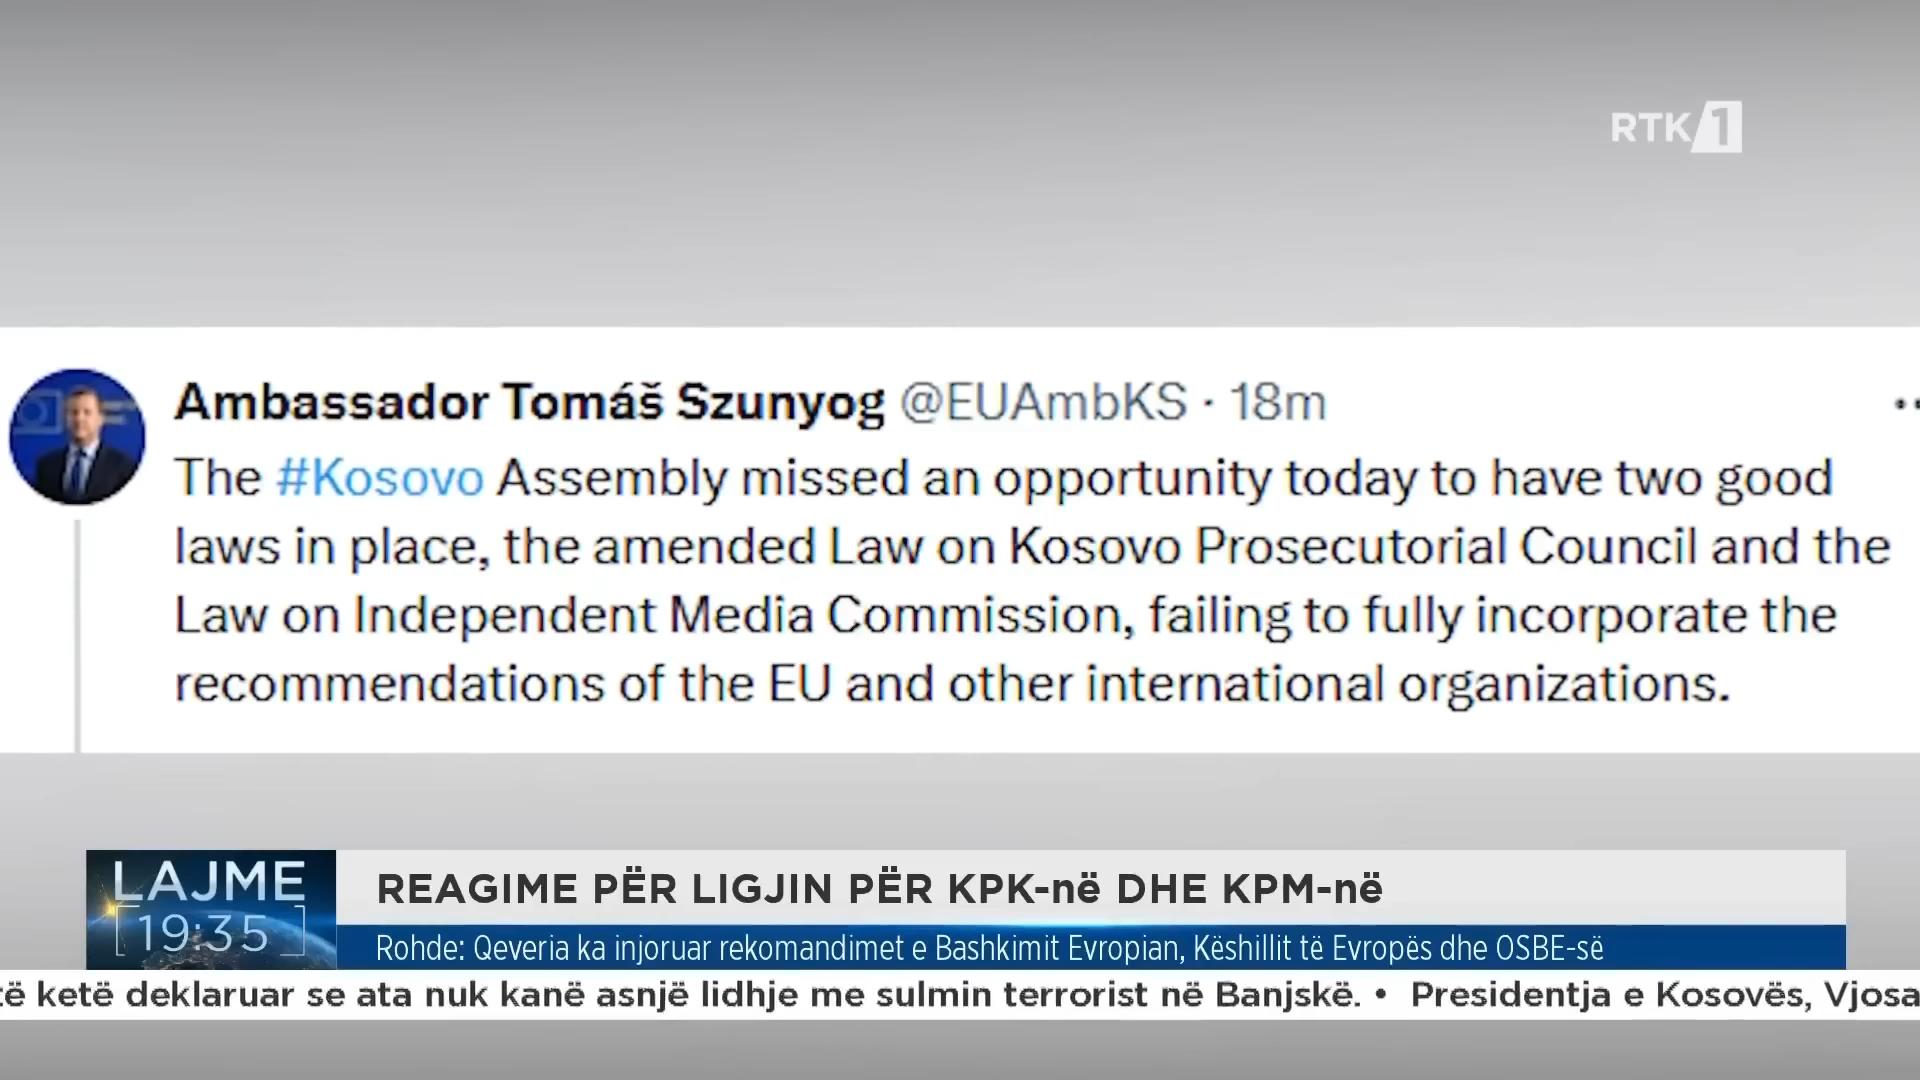 RTK 1
Ambassador Tomáš Szunyog @EUAmbKS · 18m
The #Kosovo Assembly missed an opportunity today to have two good
laws in place, the amended Law on Kosovo Prosecutorial Council and the
Law on Independent Media Commission, failing to fully incorporate the
recommendations of the EU and other international organizations.
LAJME
19:35
REAGIME PËR LIGJIN PËR KPK-në DHE KPM-në
Rohde: Qeveria ka injoruar rekomandimet e Bashkimit Evropian, Këshillit të Evropës dhe OSBE-së
të ketë deklaruar se ata nuk kanë asnjë lidhje me sulmin terrorist në Banjskë. • Presidentja e Kosovës, Vjosa